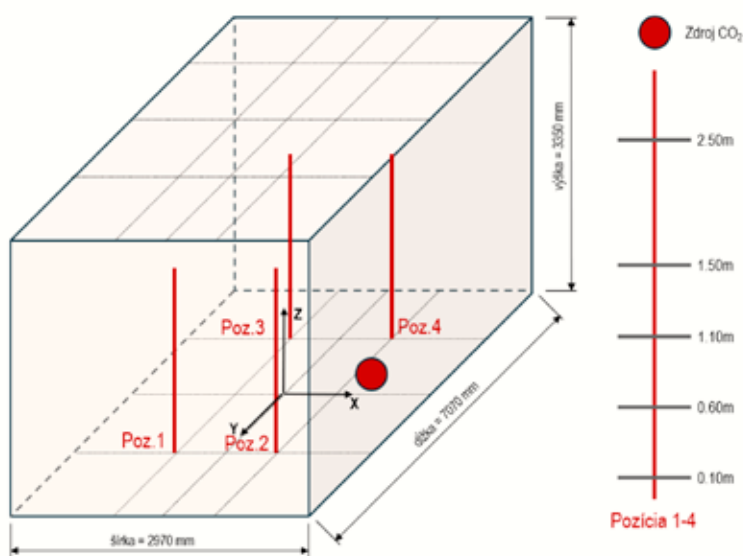 Zdroj CO₂
2.50m
výška = 3350 mm
1.50m
Z
Poz.3
Poz.4
1.10m
X
Y
dĺžka = 7070 mm
0.60m
Poz.1
Poz.2
0.10m
Pozícia 1-4
šírka = 2970 mm